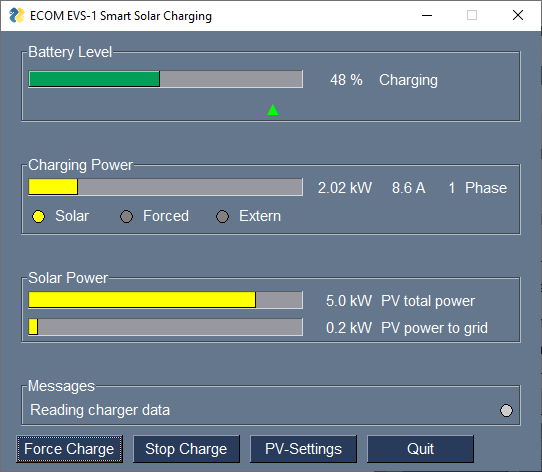 ECOM EVS-1 Smart Solar Charging
Battery Level
48 % Charging
Charging Power
2.02 kW 8.6 A 1 Phase
Solar Forced Extern
Solar Power
5.0 kW PV total power
0.2 kW PV power to grid
Messages
Reading charger data
Force Charge Stop Charge PV-Settings Quit